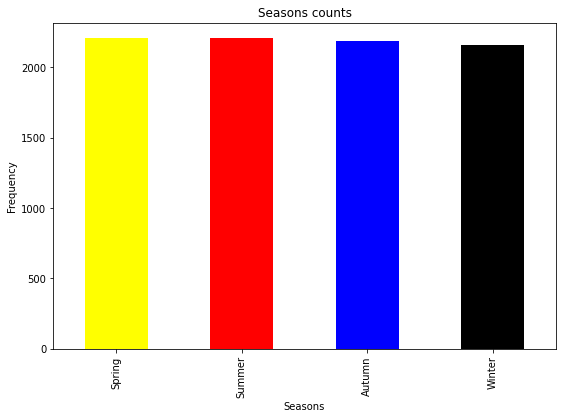 Seasons counts
2000
1500
1000
500
0
Frequency
Spring
Summer
Autumn
Winter
Seasons